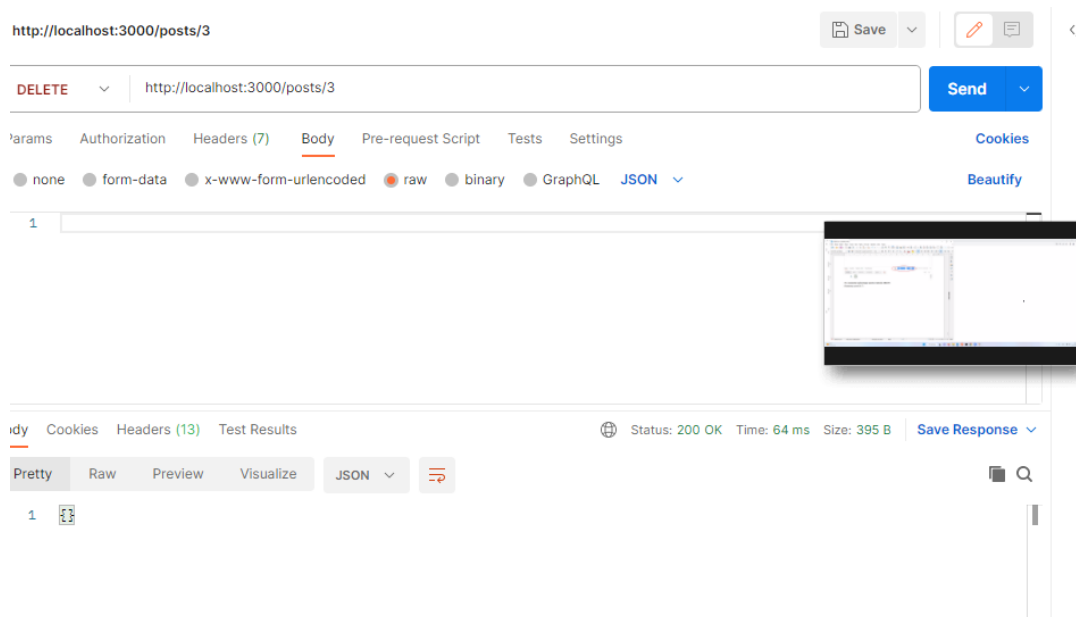 http://localhost:3000/posts/3
Save
DELETE http://localhost:3000/posts/3 Send
Params Authorization Headers (7) Body Pre-request Script Tests Settings Cookies
none form-data x-www-form-urlencoded raw binary GraphQL JSON Beautify
1
Body Cookies Headers (13) Test Results Status: 200 OK Time: 64 ms Size: 395 B Save Response
Pretty Raw Preview Visualize JSON
1 {}